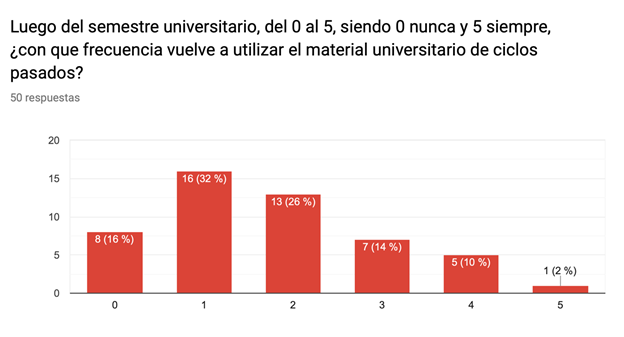 Luego del semestre universitario, del 0 al 5, siendo 0 nunca y 5 siempre,
¿con que frecuencia vuelve a utilizar el material universitario de ciclos
pasados?
50 respuestas
20
15
10
5
0
8 (16 %)
16 (32 %)
13 (26 %)
7 (14 %)
5 (10 %)
1 (2 %)
0 1 2 3 4 5